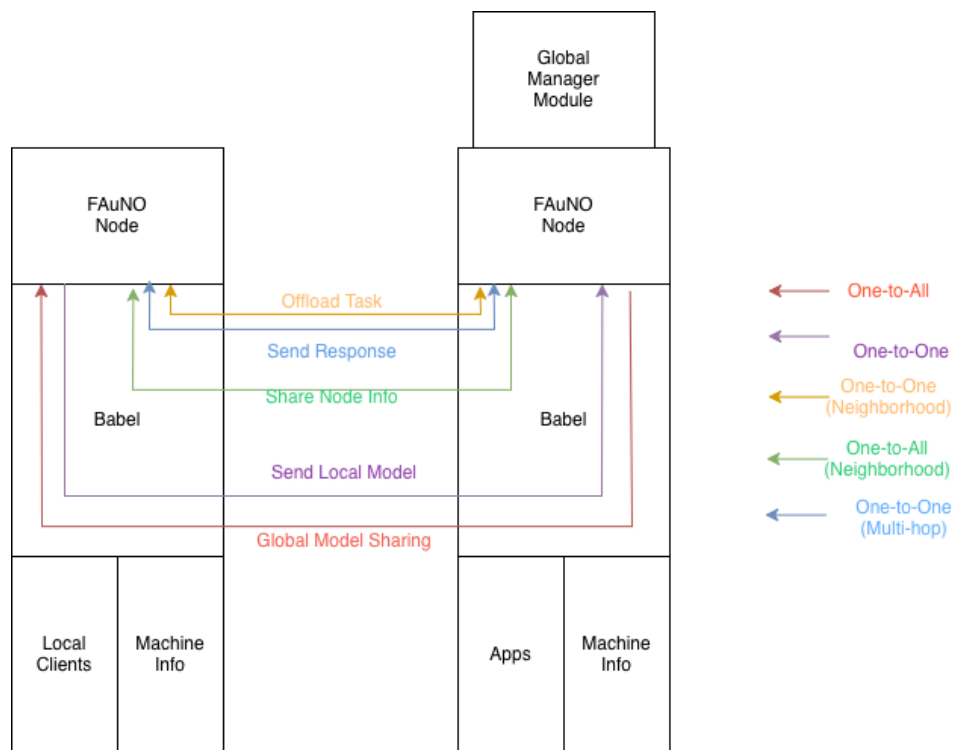 Global
Manager
Module
FAuNO
Node
FAuNO
Node
Offload Task
Send Response
Share Node Info
Babel
Babel
Send Local Model
Global Model Sharing
Local
Clients
Machine
Info
Apps
Machine
Info
One-to-All
One-to-One
One-to-One
(Neighborhood)
One-to-All
(Neighborhood)
One-to-One
(Multi-hop)